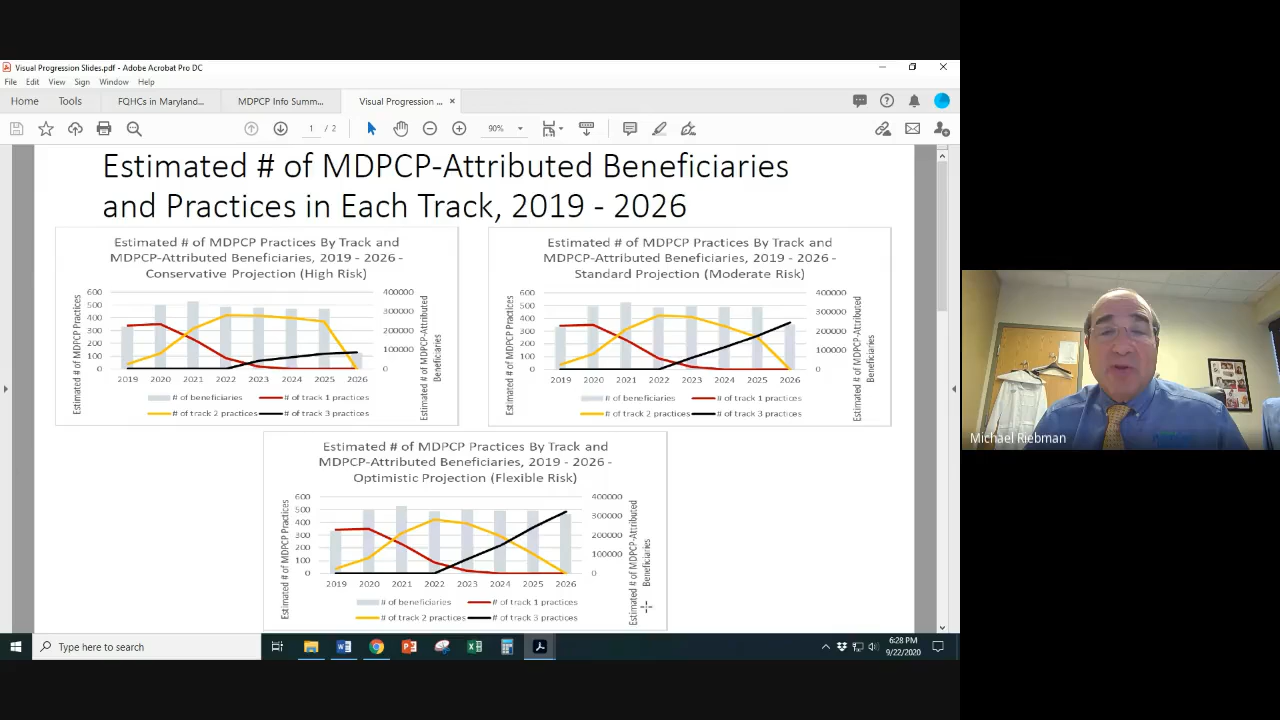 Visual Progression Slides.pdf - Adobe Acrobat Pro DC
File Edit View Sign Window Help
Home Tools FQHCs in Maryland... MDPCP Info Summ... Visual Progression ... ×
1 / 2 90%
Estimated # of MDPCP-Attributed Beneficiaries
and Practices in Each Track, 2019 - 2026
Estimated # of MDPCP Practices By Track and
MDPCP-Attributed Beneficiaries, 2019 - 2026 -
Conservative Projection (High Risk)
Estimated # of MDPCP Practices
600
500
400
300
200
100
0
400000
300000
200000
100000
0
Estimated # of MDPCP-Attributed
Beneficiaries
2019 2020 2021 2022 2023 2024 2025 2026
# of beneficiaries # of track 1 practices
# of track 2 practices # of track 3 practices
Estimated # of MDPCP Practices By Track and
MDPCP-Attributed Beneficiaries, 2019 - 2026 -
Standard Projection (Moderate Risk)
Estimated # of MDPCP Practices
600
500
400
300
200
100
0
400000
300000
200000
100000
0
Estimated # of MDPCP-Attributed
Beneficiaries
2019 2020 2021 2022 2023 2024 2025 2026
# of beneficiaries # of track 1 practices
# of track 2 practices # of track 3 practices
Estimated # of MDPCP Practices By Track and
MDPCP-Attributed Beneficiaries, 2019 - 2026 -
Optimistic Projection (Flexible Risk)
Estimated # of MDPCP Practices
600
500
400
300
200
100
0
400000
300000
200000
100000
0
Estimated # of MDPCP-Attributed
Beneficiaries
2019 2020 2021 2022 2023 2024 2025 2026
# of beneficiaries # of track 1 practices
# of track 2 practices # of track 3 practices
Michael Riebman
Type here to search
6:28 PM
9/22/2020